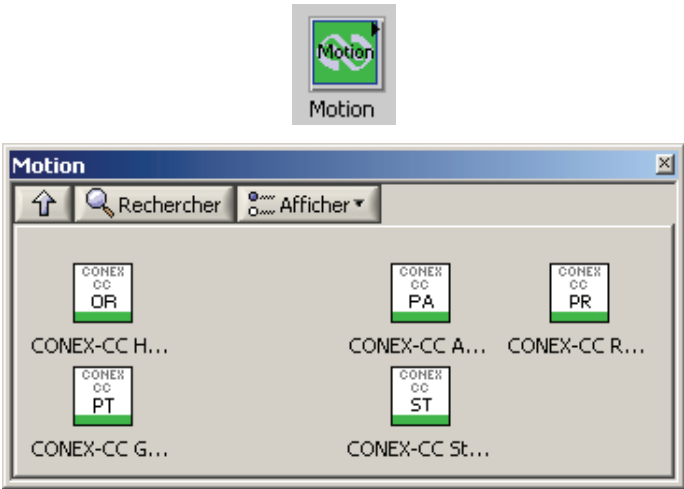 Motion
Motion
Motion
Rechercher Afficher
CONEX CC OR
CONEX CC PA
CONEX CC PR
CONEX-CC H... CONEX-CC A... CONEX-CC R...
CONEX CC PT
CONEX CC ST
CONEX-CC G... CONEX-CC St...